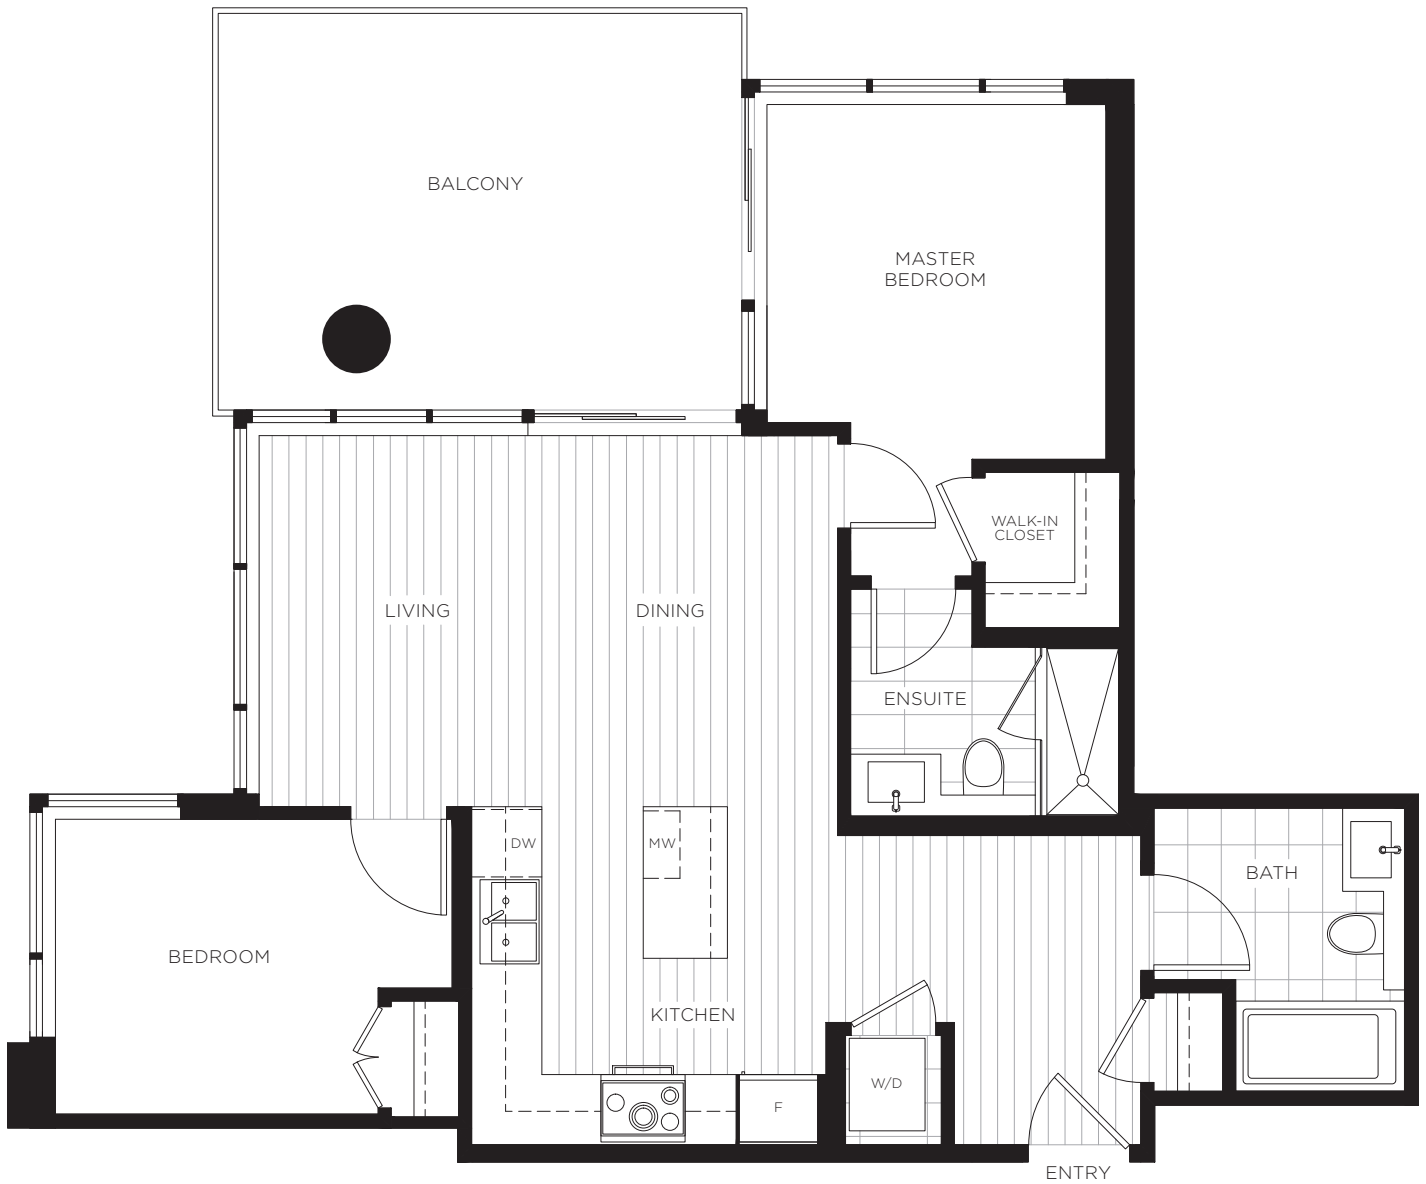 BALCONY
MASTER
BEDROOM
WALK-IN
CLOSET
LIVING
DINING
ENSUITE
DW
MW
BATH
BEDROOM
KITCHEN
W/D
F
ENTRY